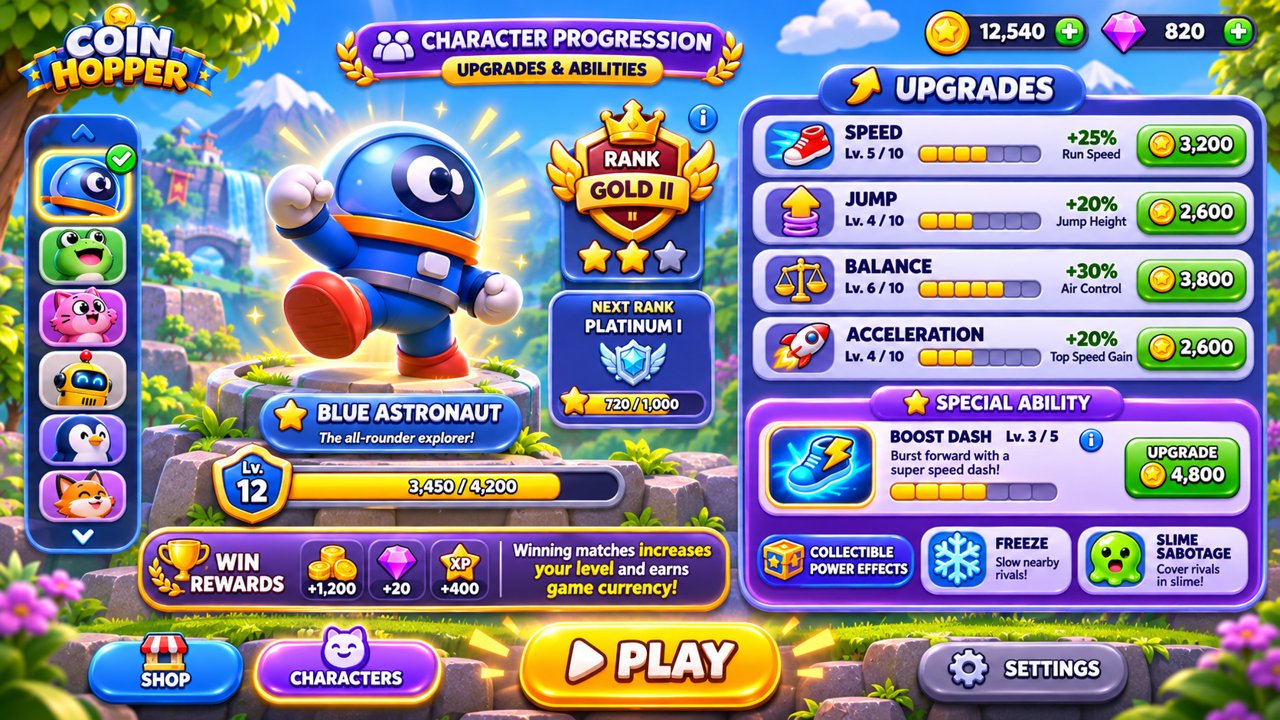 COIN
HOPPER
CHARACTER PROGRESSION
UPGRADES & ABILITIES
12,540
820
RANK
GOLD II
II
NEXT RANK
PLATINUM I
720 / 1,000
BLUE ASTRONAUT
The all-rounder explorer!
Lv.
12
3,450 / 4,200
WIN
REWARDS
+1,200
+20
XP
+400
Winning matches increases
your level and earns
game currency!
UPGRADES
SPEED
Lv. 5 / 10
+25%
Run Speed
3,200
JUMP
Lv. 4 / 10
+20%
Jump Height
2,600
BALANCE
Lv. 6 / 10
+30%
Air Control
3,800
ACCELERATION
Lv. 4 / 10
+20%
Top Speed Gain
2,600
SPECIAL ABILITY
BOOST DASH Lv. 3 / 5
Burst forward with a
super speed dash!
UPGRADE
4,800
COLLECTIBLE
POWER EFFECTS
FREEZE
Slow nearby
rivals!
SLIME
SABOTAGE
Cover rivals
in slime!
SHOP
CHARACTERS
PLAY
SETTINGS